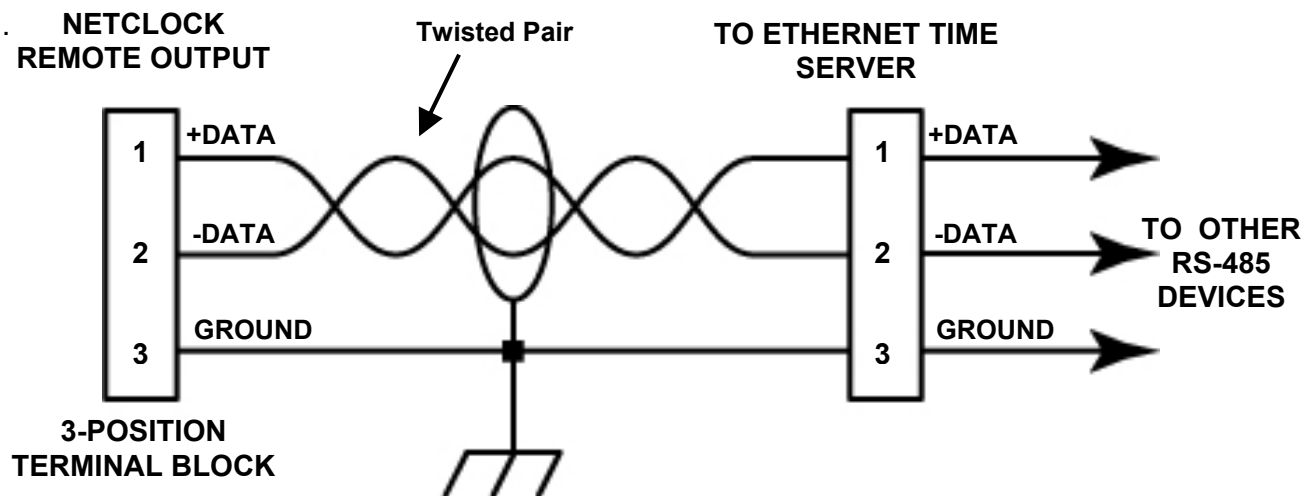 .
NETCLOCK
REMOTE OUTPUT
Twisted Pair
TO ETHERNET TIME
SERVER
1
+DATA
1
+DATA
2
-DATA
2
-DATA
TO OTHER
RS-485
DEVICES
3
GROUND
3
GROUND
3-POSITION
TERMINAL BLOCK